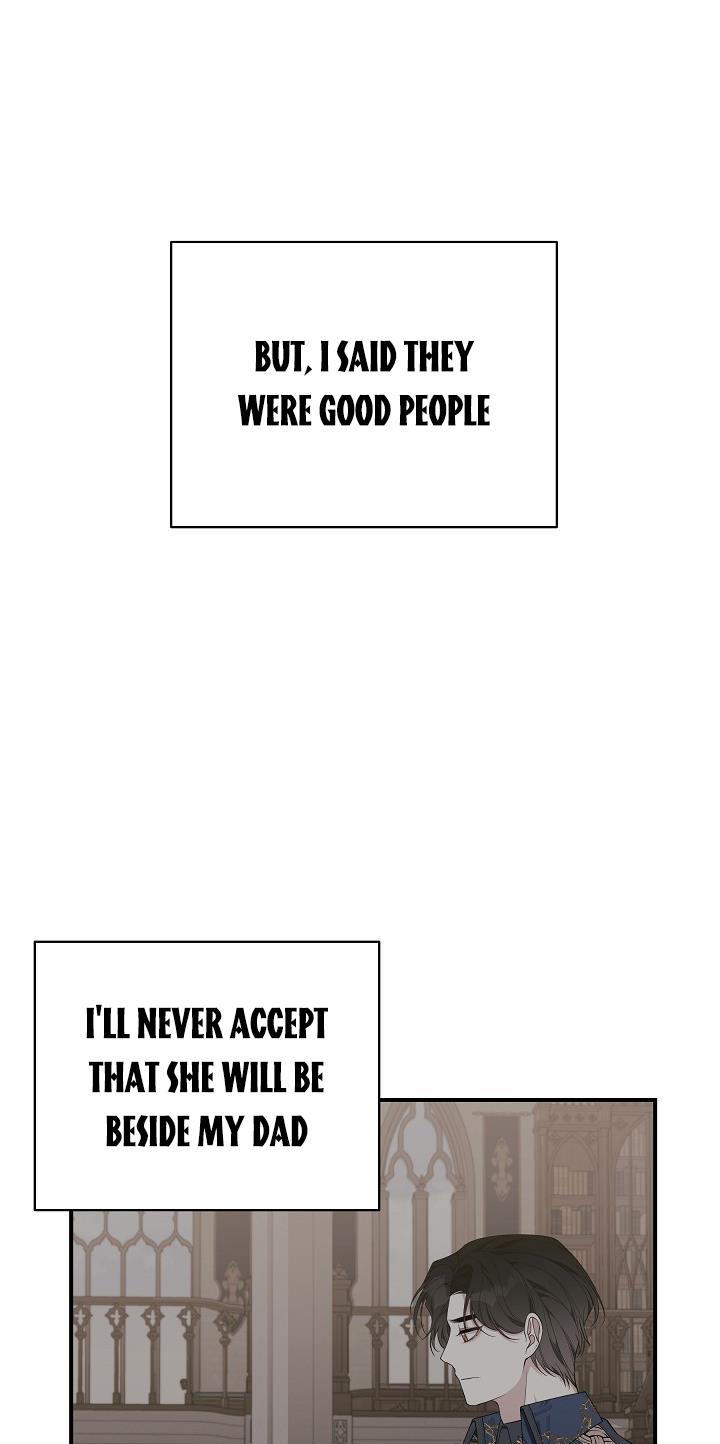 BUT, I SAID THEY
WERE GOOD PEOPLE
I'LL NEVER ACCEPT
THAT SHE WILL BE
BESIDE MY DAD